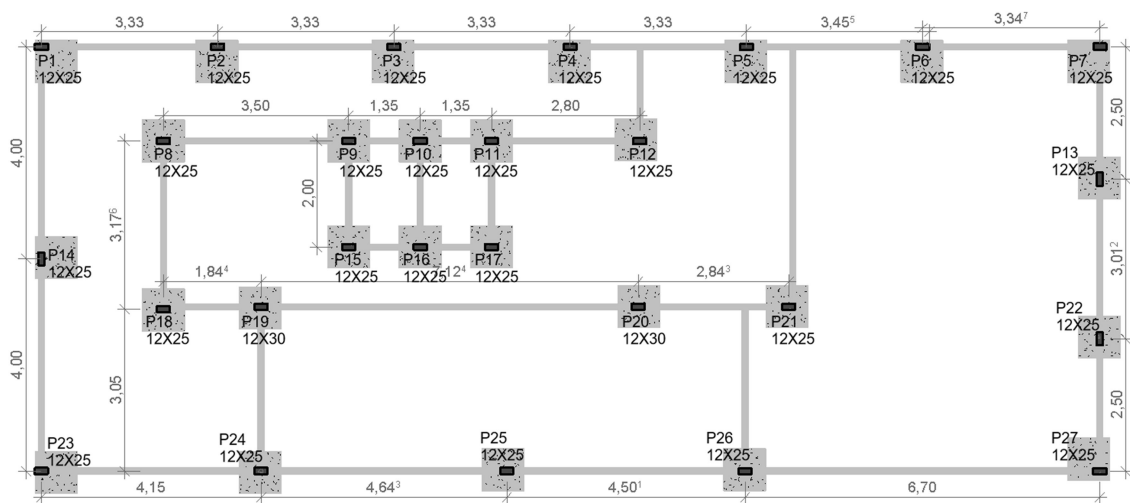 3,33 3,33 3,33 3,33 3,45⁵ 3,34⁷
P1 P2 P3 P4 P5 P6 P7
12X25 12X25 12X25 12X25 12X25 12X25 12X25
3,50 1,35 1,35 2,80
2,50
4,00
P8 P9 P10 P11 P12
12X25 12X25 12X25 12X25 12X25
P13
12X25
2,00
3,17⁶
P14
12X25
P15 P16 P17
12X25 12X25 12X25
3,01²
1,84⁴ 12⁴ 2,84³
P18 P19 P20 P21
12X25 12X30 12X30 12X25
P22
12X25
4,00
3,05
2,50
P23 P24 P25 P26 P27
12X25 12X25 12X25 12X25 12X25
4,15 4,64³ 4,50¹ 6,70